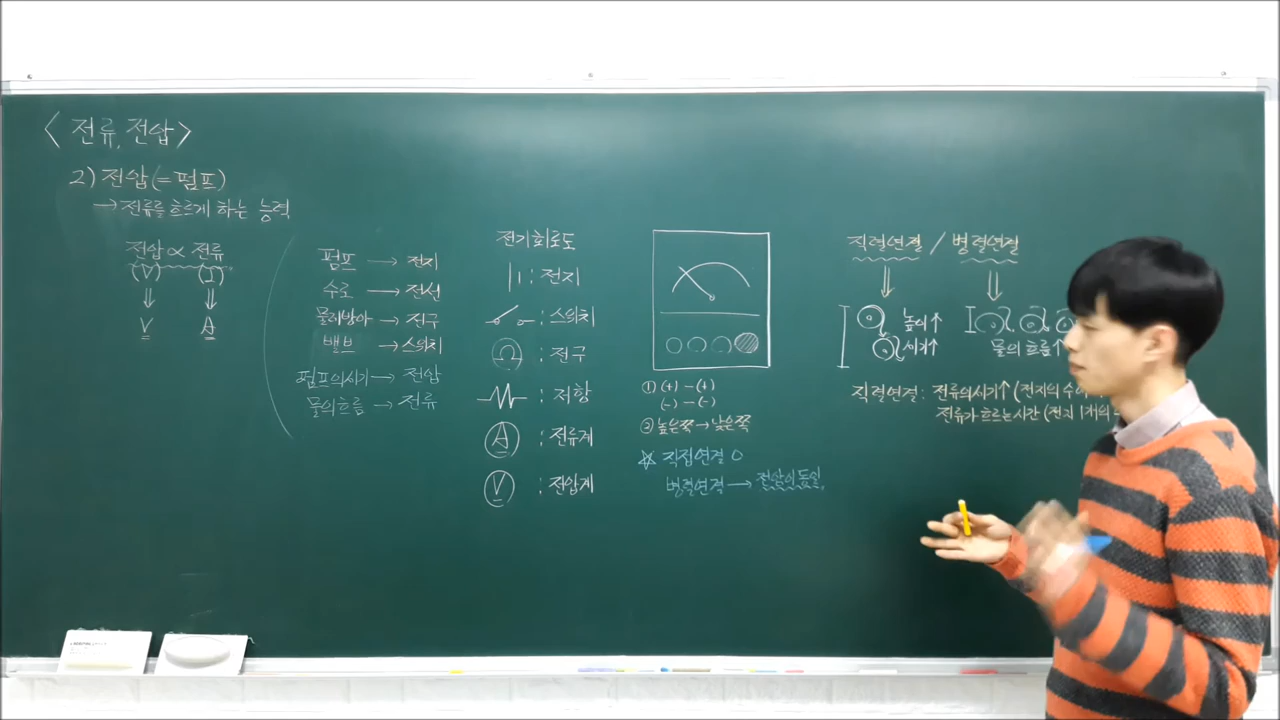 <전류, 전압>
2) 전압(=펌프)
→ 전류를 흐르게 하는 능력
전압 ∝ 전류
(V) (I)
⇓ ⇓
V A
펌프 → 전지
수로 → 전선
물레방아 → 전구
밸브 → 스위치
펌프의 세기 → 전압
물의 흐름 → 전류
전기회로도
: 전지
: 스위치
: 전구
: 저항
A : 전류계
V : 전압계
① (+) - (+)
(-) - (-)
② 높은쪽 → 낮은쪽
☆ 직접연결 O
병렬연결 → 전압이 동일.
직렬연결 / 병렬연결
⇓ ⇓
높이↑
세기↑
물의 흐름↑
직렬연결: 전류의 세기↑ (전지의 수
전류가 흐르는 시간 (전지 1개의